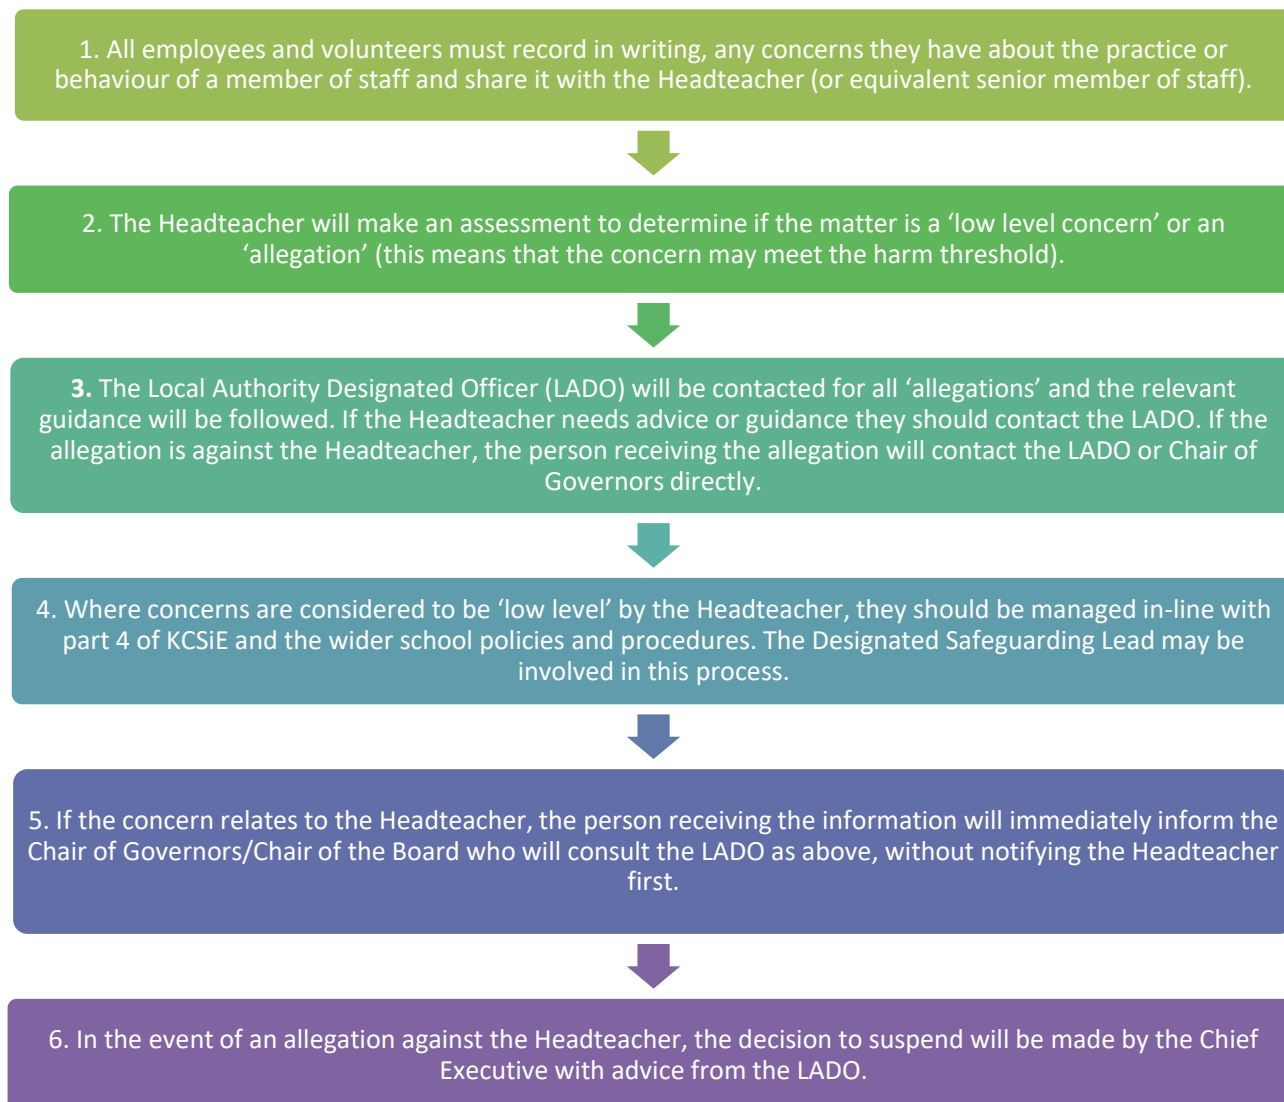 1. All employees and volunteers must record in writing, any concerns they have about the practice or
behaviour of a member of staff and share it with the Headteacher (or equivalent senior member of staff).
2. The Headteacher will make an assessment to determine if the matter is a ‘low level concern’ or an
‘allegation’ (this means that the concern may meet the harm threshold).
3. The Local Authority Designated Officer (LADO) will be contacted for all ‘allegations’ and the relevant
guidance will be followed. If the Headteacher needs advice or guidance they should contact the LADO. If the
allegation is against the Headteacher, the person receiving the allegation will contact the LADO or Chair of
Governors directly.
4. Where concerns are considered to be ‘low level’ by the Headteacher, they should be managed in-line with
part 4 of KCSiE and the wider school policies and procedures. The Designated Safeguarding Lead may be
involved in this process.
5. If the concern relates to the Headteacher, the person receiving the information will immediately inform the
Chair of Governors/Chair of the Board who will consult the LADO as above, without notifying the Headteacher
first.
6. In the event of an allegation against the Headteacher, the decision to suspend will be made by the Chief
Executive with advice from the LADO.